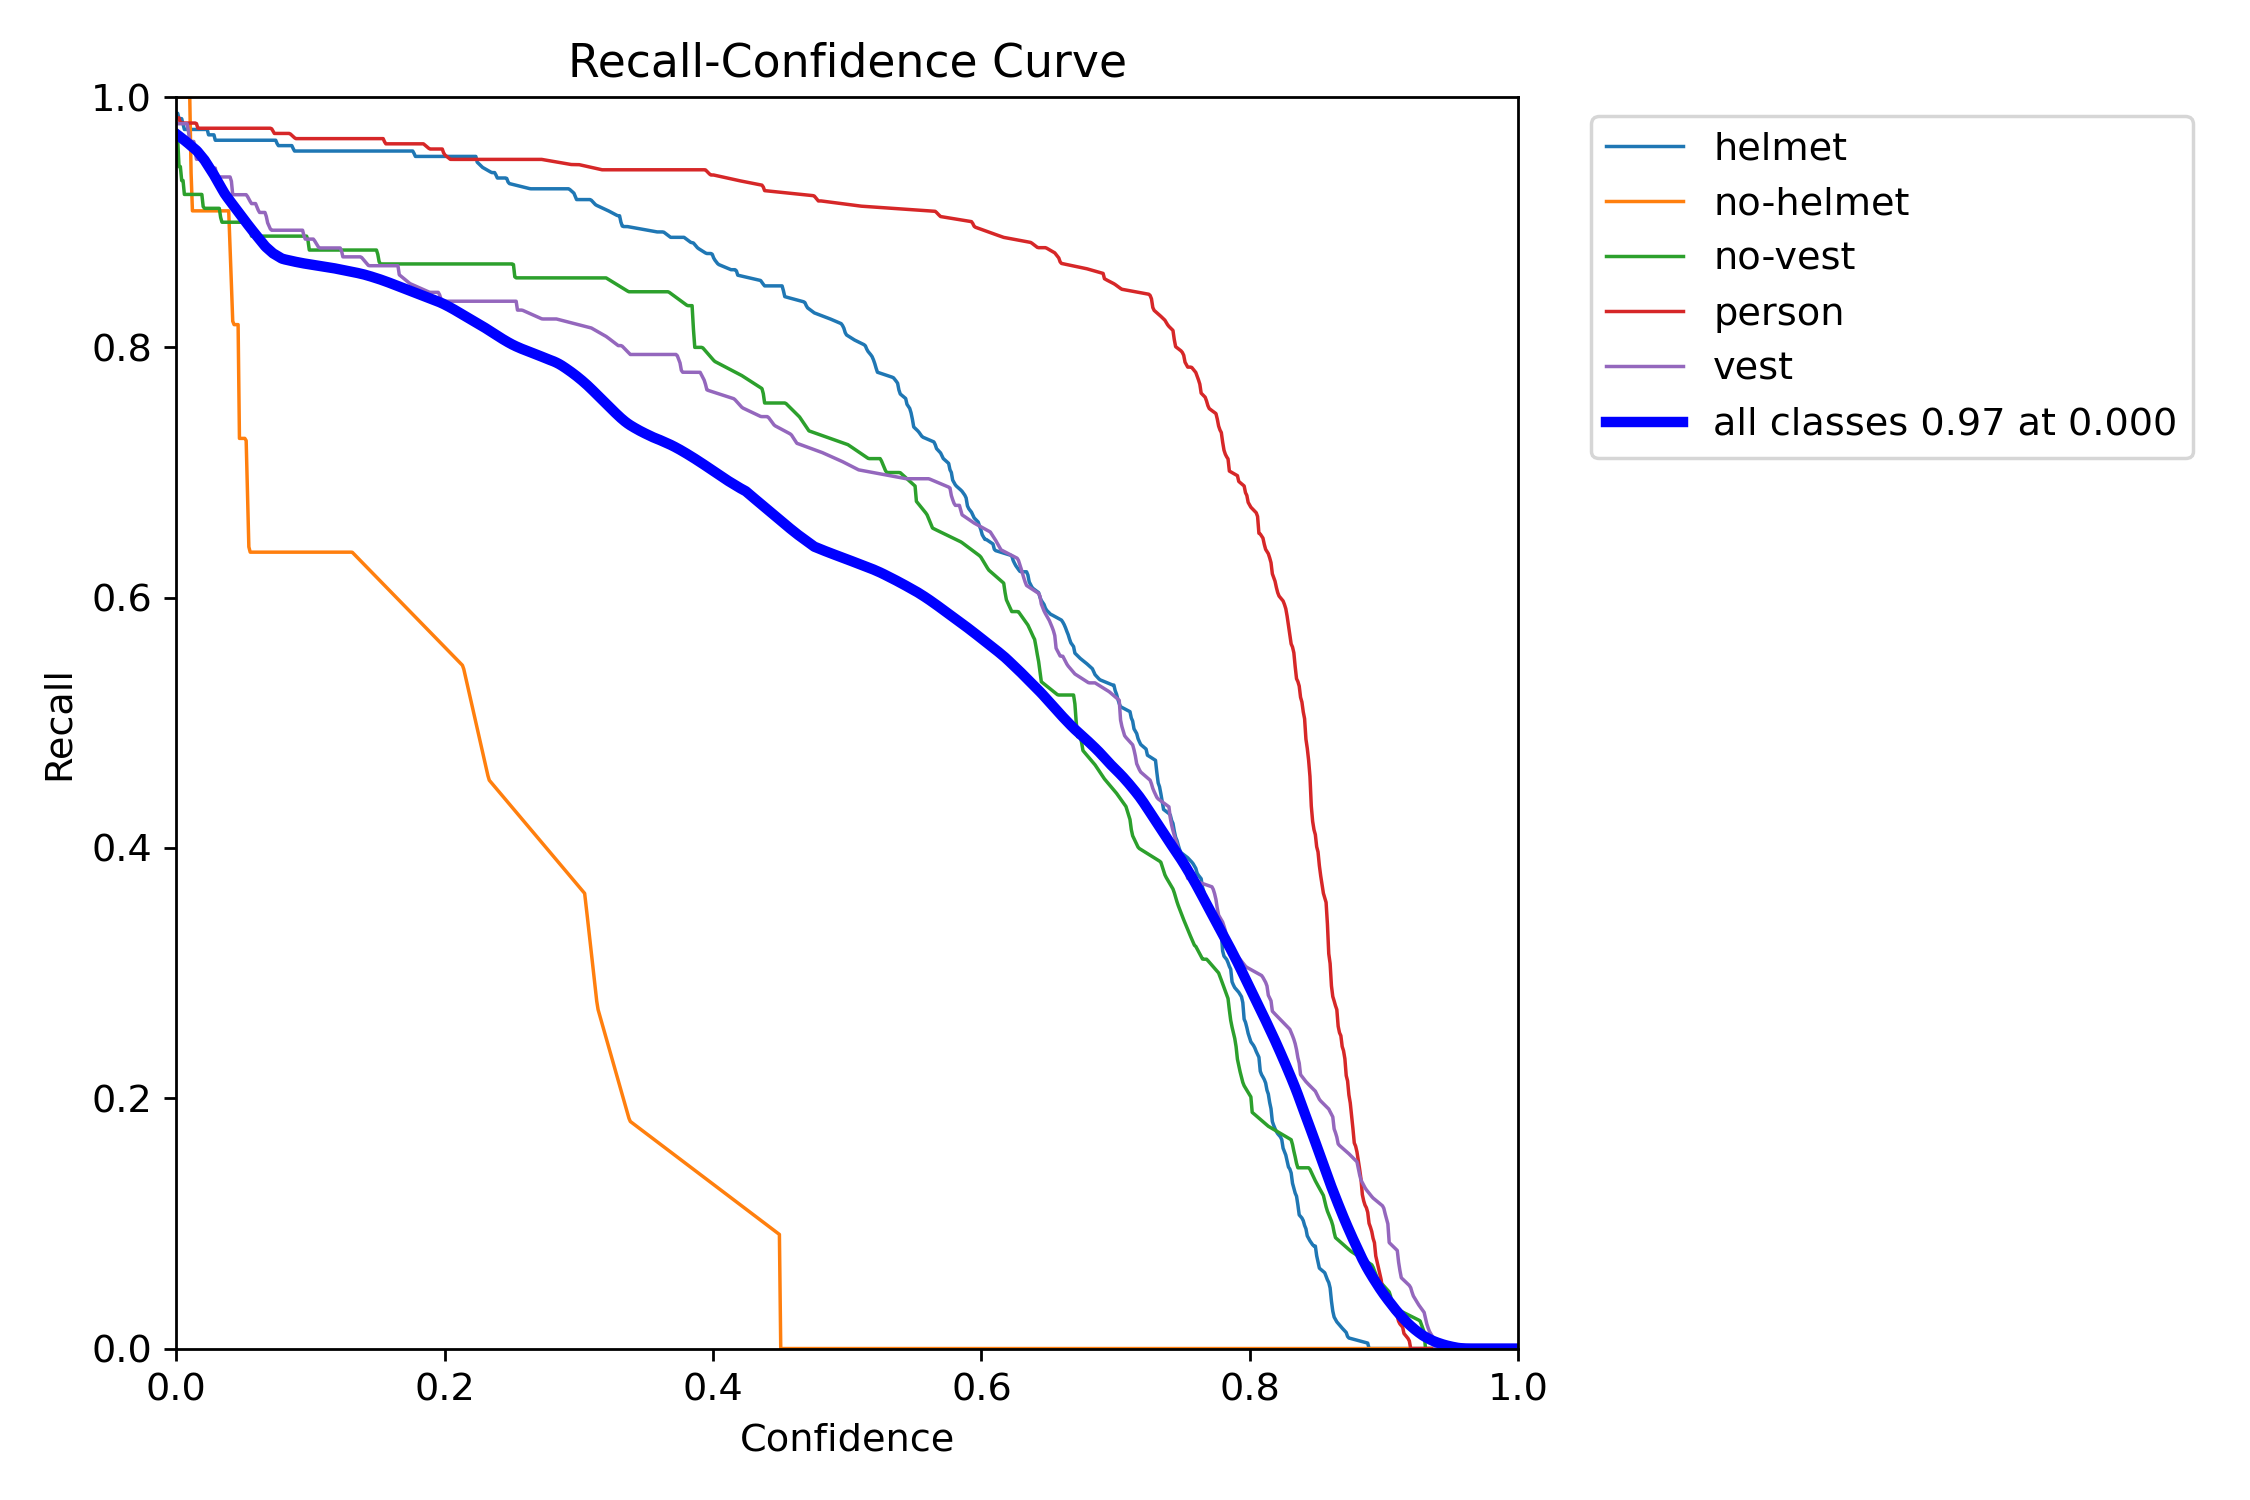 Recall-Confidence Curve
1.0
0.8
0.6
0.4
0.2
0.0
Recall
0.0 0.2 0.4 0.6 0.8 1.0
Confidence
helmet
no-helmet
no-vest
person
vest
all classes 0.97 at 0.000